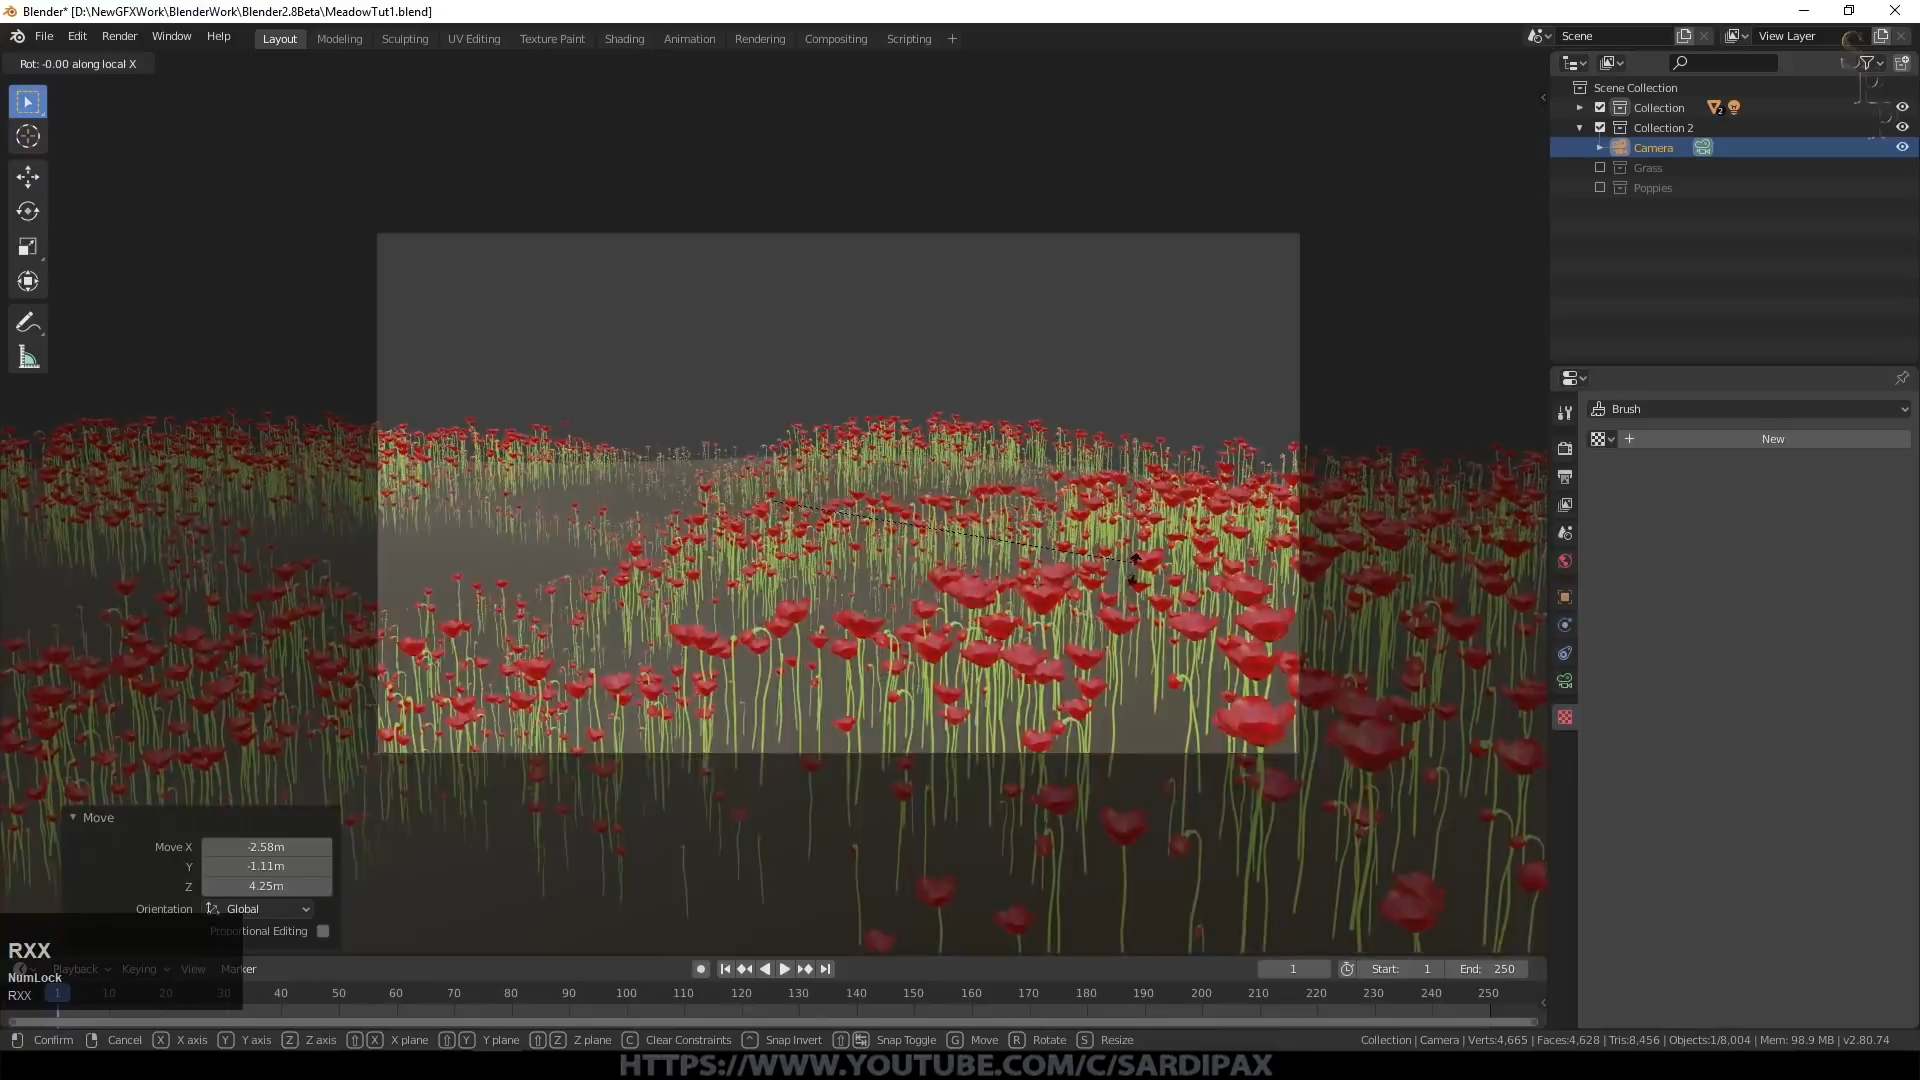 Blender* [D:\NewGFXWork\BlenderWork\Blender2.8Beta\MeadowTut1.blend]
File Edit Render Window Help
Layout Modeling Sculpting UV Editing Texture Paint Shading Animation Rendering Compositing Scripting
Scene
View Layer
Rot: -0.00 along local X
Scene Collection
Collection
2
Collection 2
Camera
Grass
Poppies
Brush
New
Move
Move X -2.58m
Y -1.11m
Z 4.25m
Orientation Global
Proportional Editing
RXX
NumLock
RXX
Playback Keying View Marker
1
Start: 1
End: 250
1 10 20 30 40 50 60 70 80 90 100 110 120 130 140 150 160 170 180 190 200 210 220 230 240 250
Confirm Cancel X X axis Y Y axis Z Z axis X X plane Y Y plane Z Z plane C Clear Constraints ^ Snap Invert Snap Toggle G Move R Rotate S Resize
Collection | Camera | Verts:4,665 | Faces:4,628 | Tris:8,456 | Objects:1/8,004 | Mem: 98.9 MB | v2.80.74
HTTPS://WWW.YOUTUBE.COM/C/SARDIPAX